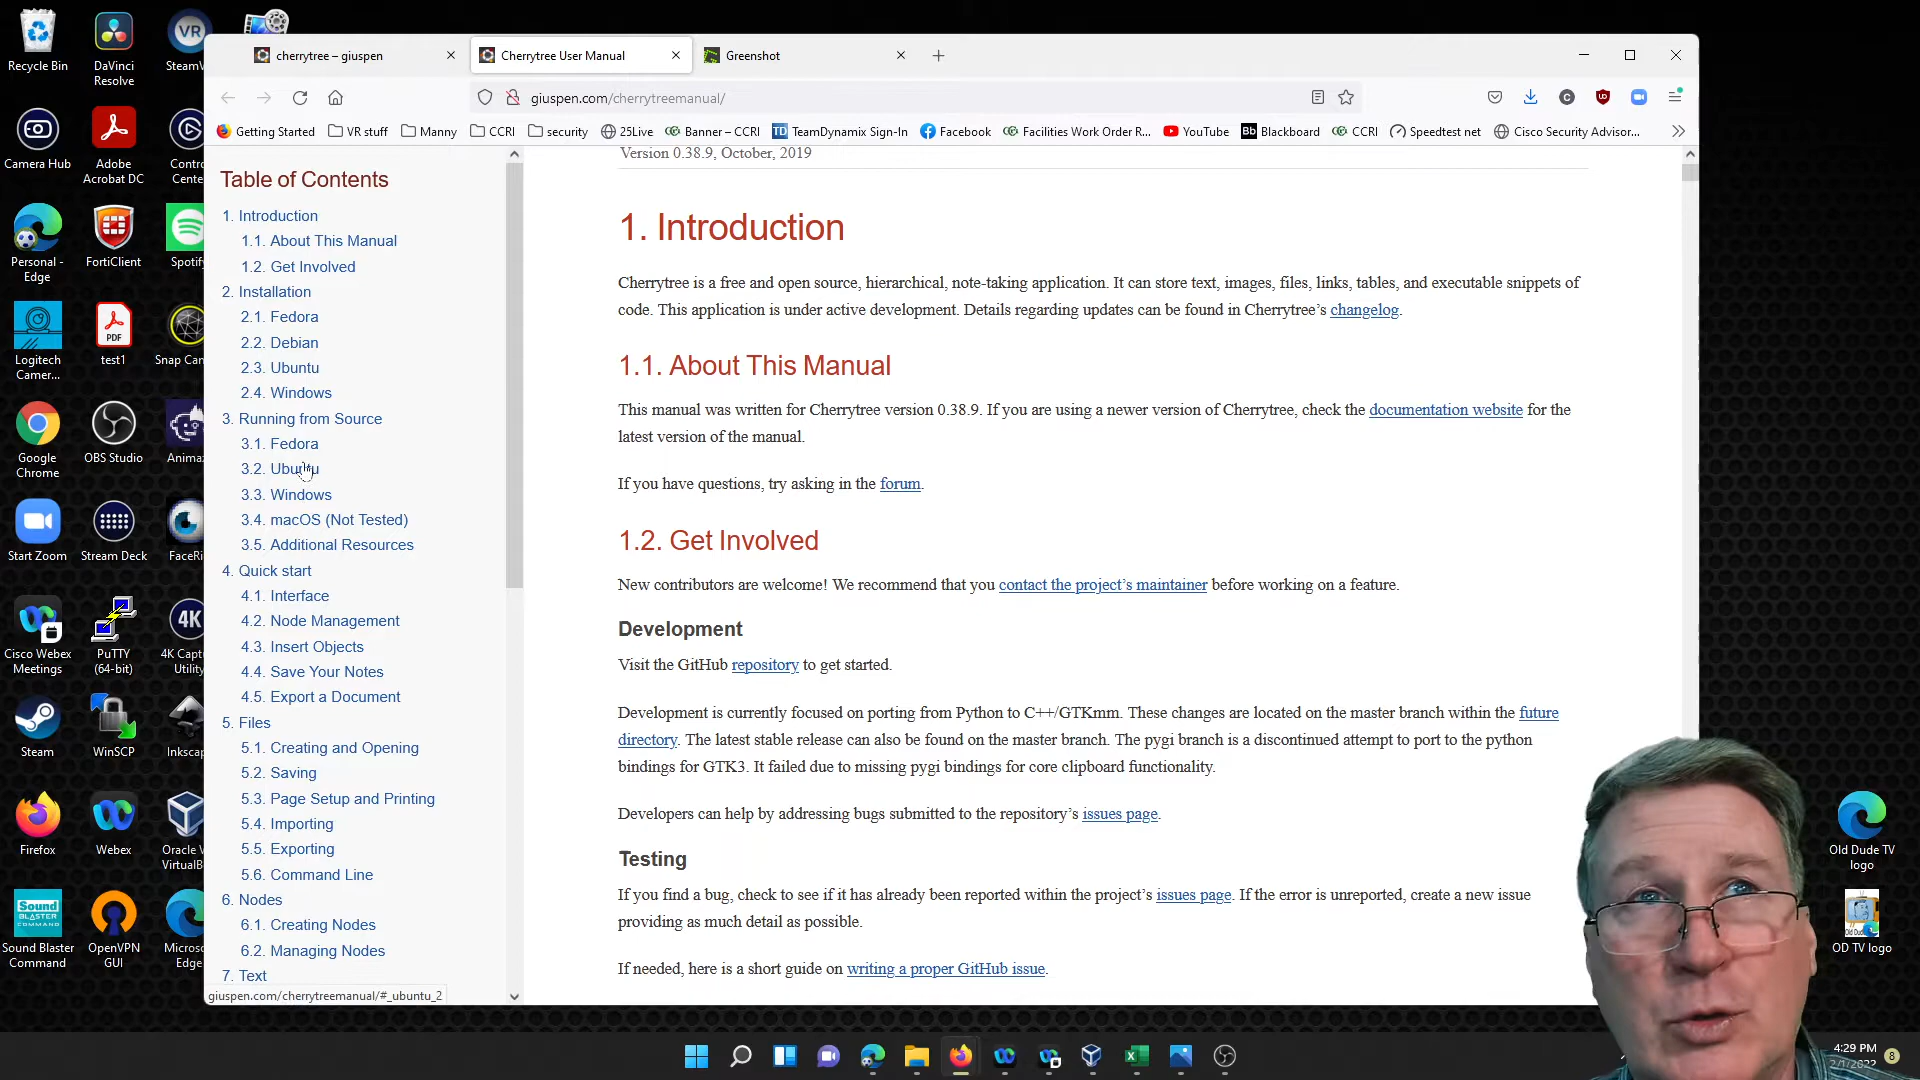 Recycle Bin
DaVinci
Resolve
SteamV
Camera Hub
Adobe
Acrobat DC
Contro
Cente
Personal -
Edge
FortiClient
Spotify
Logitech
Camer...
test1
Snap Can
Google
Chrome
OBS Studio
Anima
Start Zoom
Stream Deck
FaceRi
Cisco Webex
Meetings
PuTTY
(64-bit)
4K Capt
Utility
Steam
WinSCP
Inkscap
Firefox
Webex
Oracle V
VirtualB
Sound Blaster
Command
OpenVPN
GUI
Micros
Edge
cherrytree – giuspen
Cherrytree User Manual
Greenshot
giuspen.com/cherrytreemanual/
Getting Started
VR stuff
Manny
CCRI
security
25Live
Banner – CCRI
TeamDynamix Sign-In
Facebook
Facilities Work Order R...
YouTube
Blackboard
CCRI
Speedtest net
Cisco Security Advisor...
Table of Contents
1. Introduction
1.1. About This Manual
1.2. Get Involved
2. Installation
2.1. Fedora
2.2. Debian
2.3. Ubuntu
2.4. Windows
3. Running from Source
3.1. Fedora
3.2. Ubuntu
3.3. Windows
3.4. macOS (Not Tested)
3.5. Additional Resources
4. Quick start
4.1. Interface
4.2. Node Management
4.3. Insert Objects
4.4. Save Your Notes
4.5. Export a Document
5. Files
5.1. Creating and Opening
5.2. Saving
5.3. Page Setup and Printing
5.4. Importing
5.5. Exporting
5.6. Command Line
6. Nodes
6.1. Creating Nodes
6.2. Managing Nodes
7. Text
giuspen.com/cherrytreemanual/#_ubuntu_2
Version 0.38.9, October, 2019
1. Introduction
Cherrytree is a free and open source, hierarchical, note-taking application. It can store text, images, files, links, tables, and executable snippets of
code. This application is under active development. Details regarding updates can be found in Cherrytree’s changelog.
1.1. About This Manual
This manual was written for Cherrytree version 0.38.9. If you are using a newer version of Cherrytree, check the documentation website for the
latest version of the manual.
If you have questions, try asking in the forum.
1.2. Get Involved
New contributors are welcome! We recommend that you contact the project’s maintainer before working on a feature.
Development
Visit the GitHub repository to get started.
Development is currently focused on porting from Python to C++/GTKmm. These changes are located on the master branch within the future
directory. The latest stable release can also be found on the master branch. The pygi branch is a discontinued attempt to port to the python
bindings for GTK3. It failed due to missing pygi bindings for core clipboard functionality.
Developers can help by addressing bugs submitted to the repository’s issues page.
Testing
If you find a bug, check to see if it has already been reported within the project’s issues page. If the error is unreported, create a new issue
providing as much detail as possible.
If needed, here is a short guide on writing a proper GitHub issue.
Old Dude TV
logo
OD TV logo
4:29 PM
2/1/2022
8